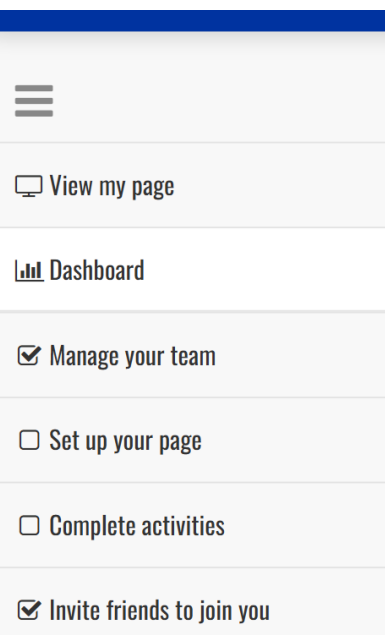 View my page
Dashboard
Manage your team
Set up your page
Complete activities
Invite friends to join you